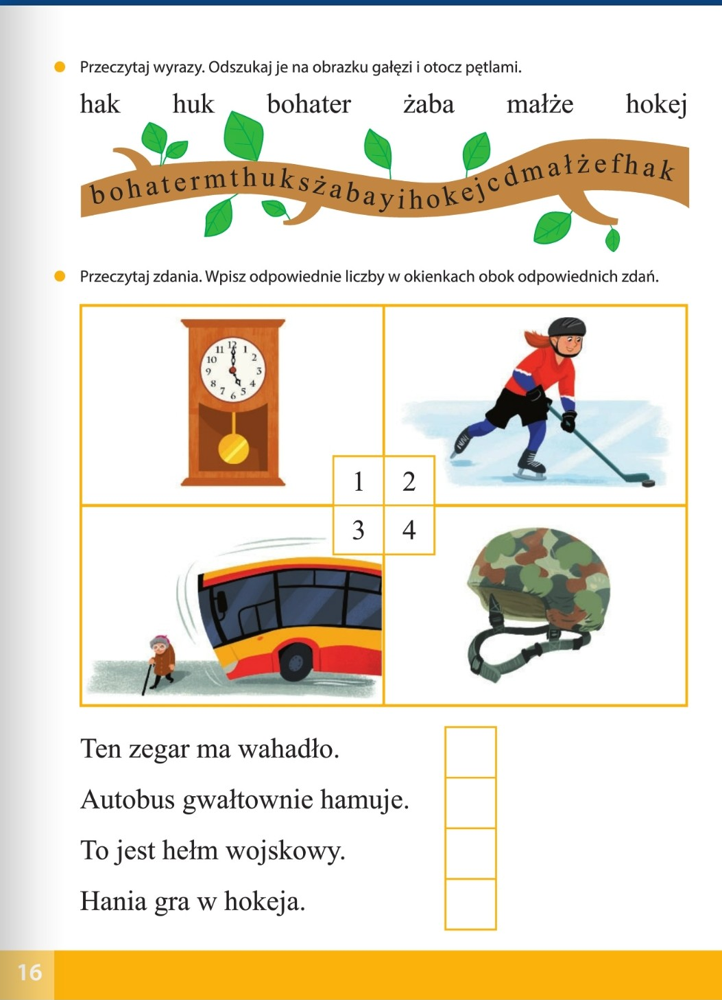 Przeczytaj wyrazy. Odszukaj je na obrazku gałęzi i otocz pętlami.
hak huk bohater żaba małże hokej
bohatermthuksżabayihokejcdmałżefhak
Przeczytaj zdania. Wpisz odpowiednie liczby w okienkach obok odpowiednich zdań.
12
11 1
10 2
9 3
8 4
7 6 5
1 2
3 4
Ten zegar ma wahadło.
Autobus gwałtownie hamuje.
To jest hełm wojskowy.
Hania gra w hokeja.
16